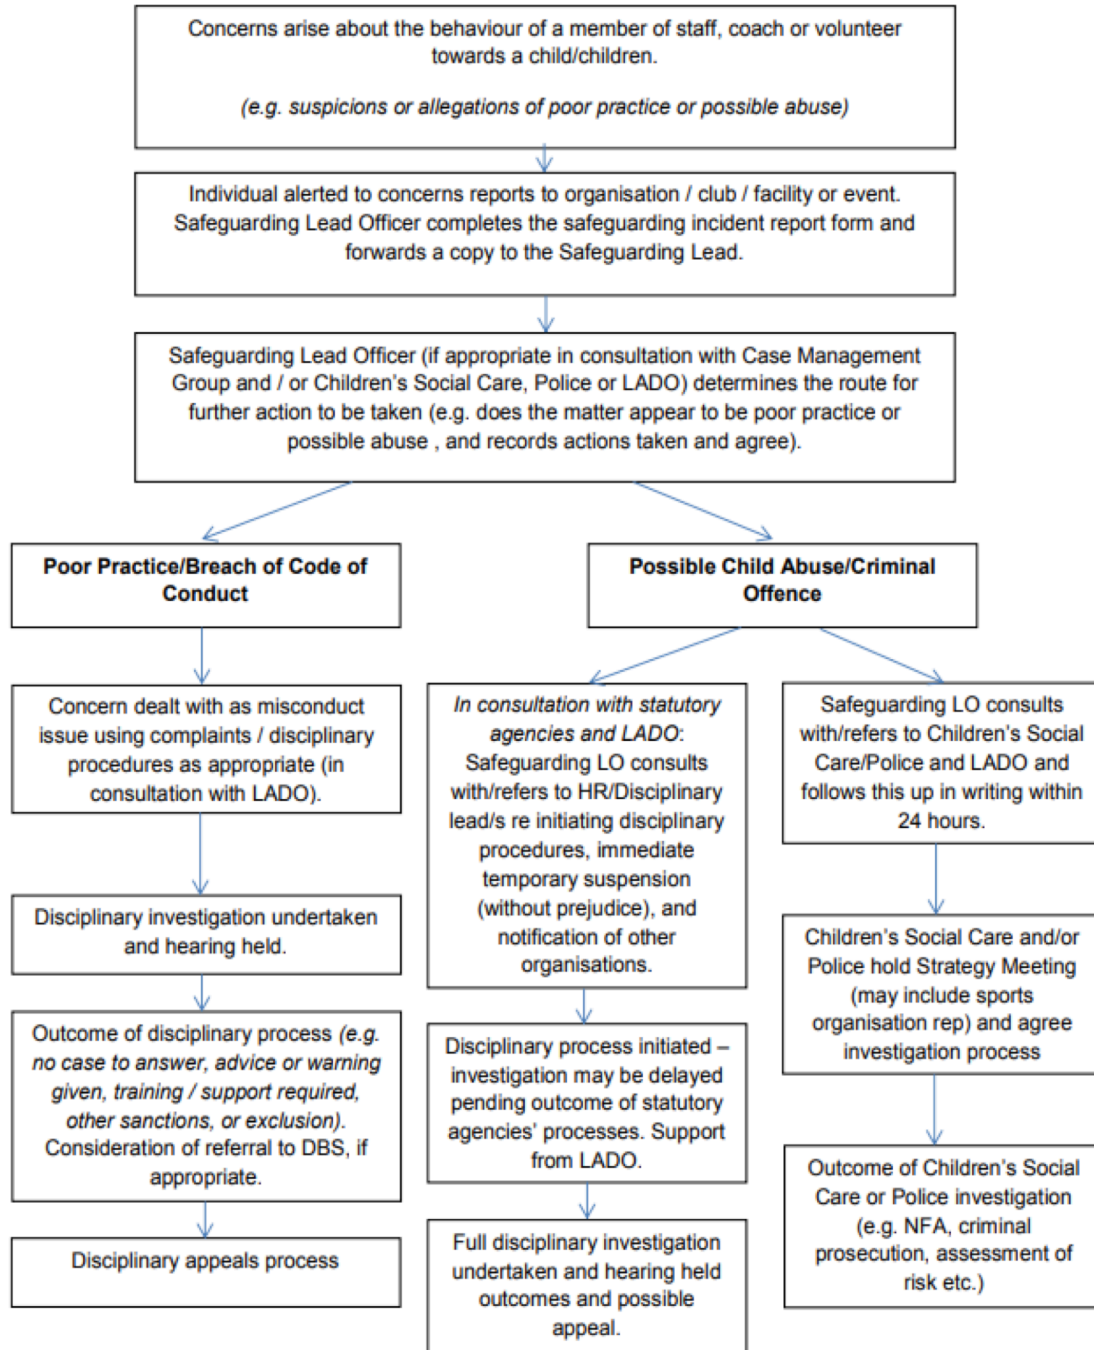 Concerns arise about the behaviour of a member of staff, coach or volunteer
towards a child/children.
(e.g. suspicions or allegations of poor practice or possible abuse)
Individual alerted to concerns reports to organisation / club / facility or event.
Safeguarding Lead Officer completes the safeguarding incident report form and
forwards a copy to the Safeguarding Lead.
Safeguarding Lead Officer (if appropriate in consultation with Case Management
Group and / or Children's Social Care, Police or LADO) determines the route for
further action to be taken (e.g. does the matter appear to be poor practice or
possible abuse , and records actions taken and agree).
Poor Practice/Breach of Code of
Conduct
Possible Child Abuse/Criminal
Offence
Concern dealt with as misconduct
issue using complaints / disciplinary
procedures as appropriate (in
consultation with LADO).
Disciplinary investigation undertaken
and hearing held.
Outcome of disciplinary process (e.g.
no case to answer, advice or warning
given, training / support required,
other sanctions, or exclusion).
Consideration of referral to DBS, if
appropriate.
Disciplinary appeals process
In consultation with statutory
agencies and LADO:
Safeguarding LO consults
with/refers to HR/Disciplinary
lead/s re initiating disciplinary
procedures, immediate
temporary suspension
(without prejudice), and
notification of other
organisations.
Disciplinary process initiated –
investigation may be delayed
pending outcome of statutory
agencies' processes. Support
from LADO.
Full disciplinary investigation
undertaken and hearing held
outcomes and possible
appeal.
Safeguarding LO consults
with/refers to Children's Social
Care/Police and LADO and
follows this up in writing within
24 hours.
Children's Social Care and/or
Police hold Strategy Meeting
(may include sports
organisation rep) and agree
investigation process
Outcome of Children's Social
Care or Police investigation
(e.g. NFA, criminal
prosecution, assessment of
risk etc.)